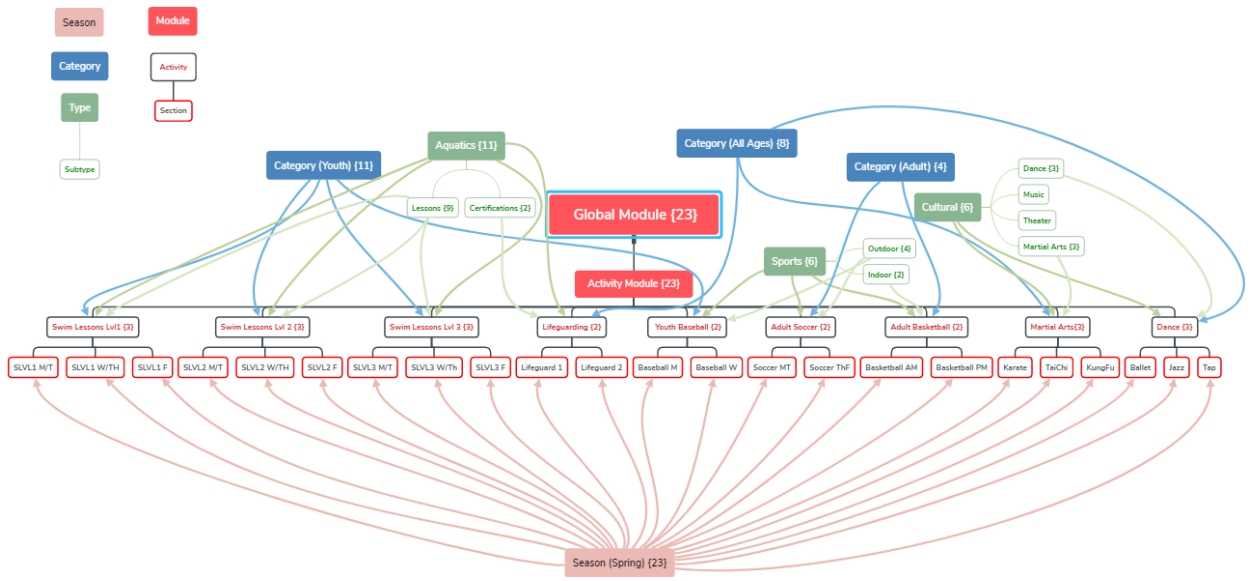 Season
Module
Category
Activity
Type
Section
Subtype
Aquatics {11}
Category (All Ages) {8}
Category (Youth) {11}
Category (Adult) {4}
Dance {3}
Lessons {9}
Certifications {2}
Global Module {23}
Cultural {6}
Music
Theater
Martial Arts {3}
Sports {6}
Outdoor {4}
Indoor {2}
Activity Module {23}
Swim Lessons Lvl1 {3}
Swim Lessons Lvl 2 {3}
Swim Lessons Lvl 3 {3}
Lifeguarding {2}
Youth Baseball {2}
Adult Soccer {2}
Adult Basketball {2}
Martial Arts{3}
Dance {3}
SLVL1 M/T
SLVL1 W/TH
SLVL1 F
SLVL2 M/T
SLVL2 W/TH
SLVL2 F
SLVL3 M/T
SLVL3 W/Th
SLVL3 F
Lifeguard 1
Lifeguard 2
Baseball M
Baseball W
Soccer MT
Soccer ThF
Basketball AM
Basketball PM
Karate
TaiChi
KungFu
Ballet
Jazz
Tap
Season (Spring) {23}